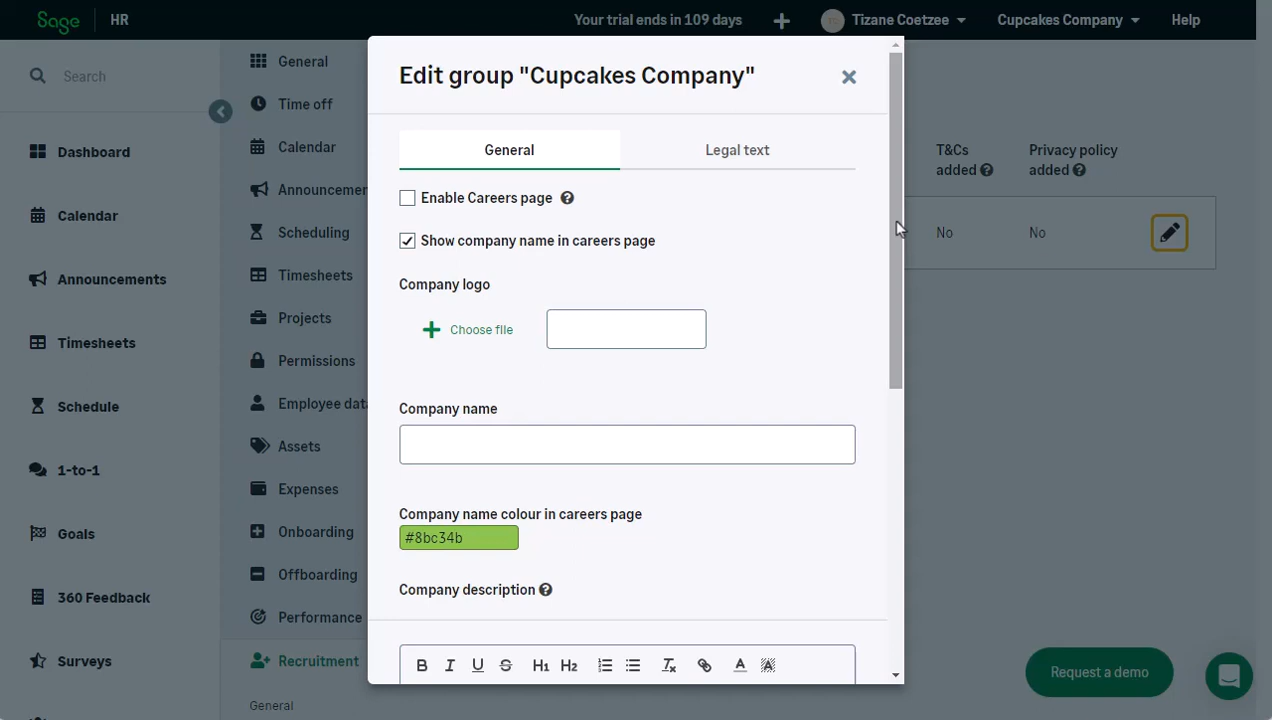 Sage HR Your trial ends in 109 days Tizane Coetzee Cupcakes Company Help
Search
Dashboard
Calendar
Announcements
Timesheets
Schedule
1-to-1
Goals
360 Feedback
Surveys
General
Time off
Calendar
Announcemen
Scheduling
Timesheets
Projects
Permissions
Employee dat
Assets
Expenses
Onboarding
Offboarding
Performance
Recruitment
General
Edit group "Cupcakes Company"
General Legal text
Enable Careers page
Show company name in careers page
Company logo
Choose file
Company name
Company name colour in careers page
#8bc34b
Company description
B I U S H1 H2 A A
T&Cs
added
Privacy policy
added
No No
Request a demo